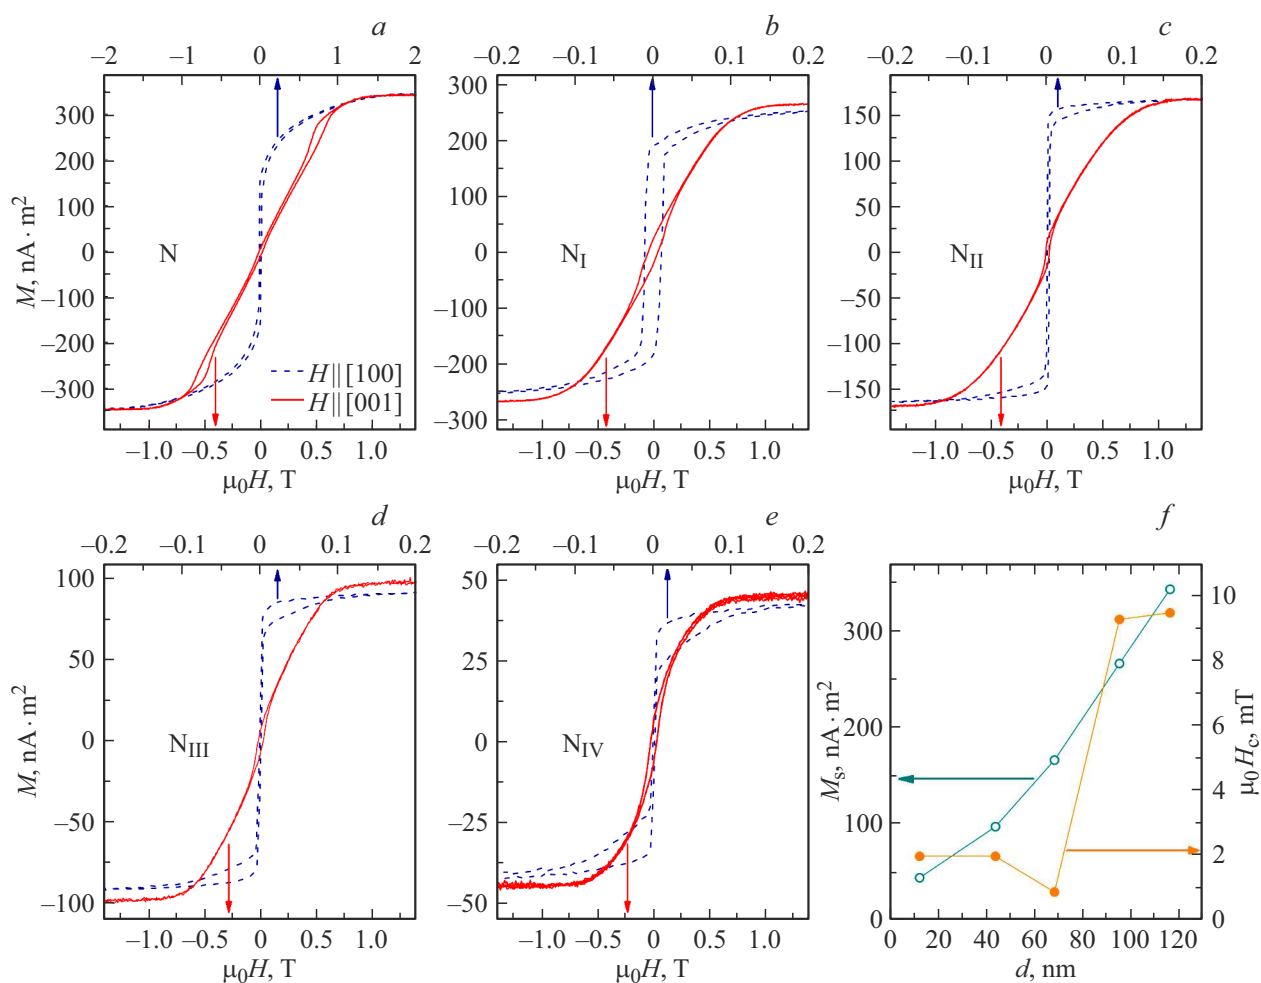 a
b
c
−2 −1 0 1 2
−0.2 −0.1 0 0.1 0.2
−0.2 −0.1 0 0.1 0.2
M, nA · m²
300
200
100
0
−100
−200
−300
N
H||[100]
H||[001]
−1.0 −0.5 0 0.5 1.0
μ₀H, T
300
200
100
0
−100
−200
−300
N_I
−1.0 −0.5 0 0.5 1.0
μ₀H, T
150
100
50
0
−50
−100
−150
N_II
−1.0 −0.5 0 0.5 1.0
μ₀H, T
d
e
f
−0.2 −0.1 0 0.1 0.2
−0.2 −0.1 0 0.1 0.2
M, nA · m²
100
50
0
−50
−100
N_III
−1.0 −0.5 0 0.5 1.0
μ₀H, T
50
25
0
−25
−50
N_IV
−1.0 −0.5 0 0.5 1.0
μ₀H, T
M_s, nA · m²
300
200
100
0
10
8
6
4
2
0
μ₀H_c, mT
0 20 40 60 80 100 120
d, nm